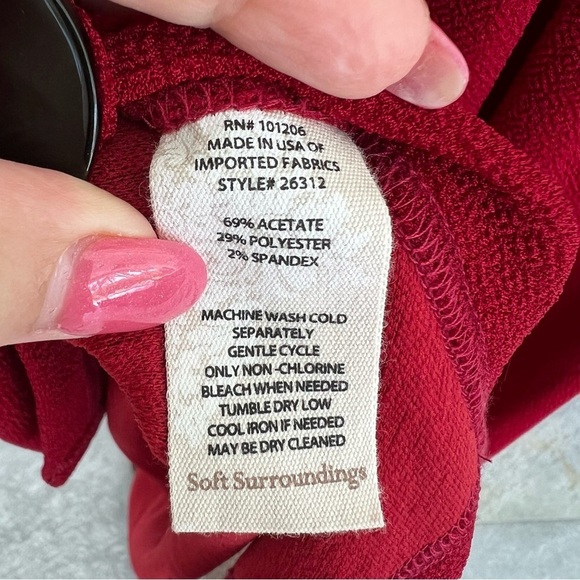 RN# 101206
MADE IN USA OF
IMPORTED FABRICS
STYLE# 26312
69% ACETATE
29% POLYESTER
2% SPANDEX
MACHINE WASH COLD
SEPARATELY
GENTLE CYCLE
ONLY NON-CHLORINE
BLEACH WHEN NEEDED
TUMBLE DRY LOW
COOL IRON IF NEEDED
MAY BE DRY CLEANED
Soft Surroundings